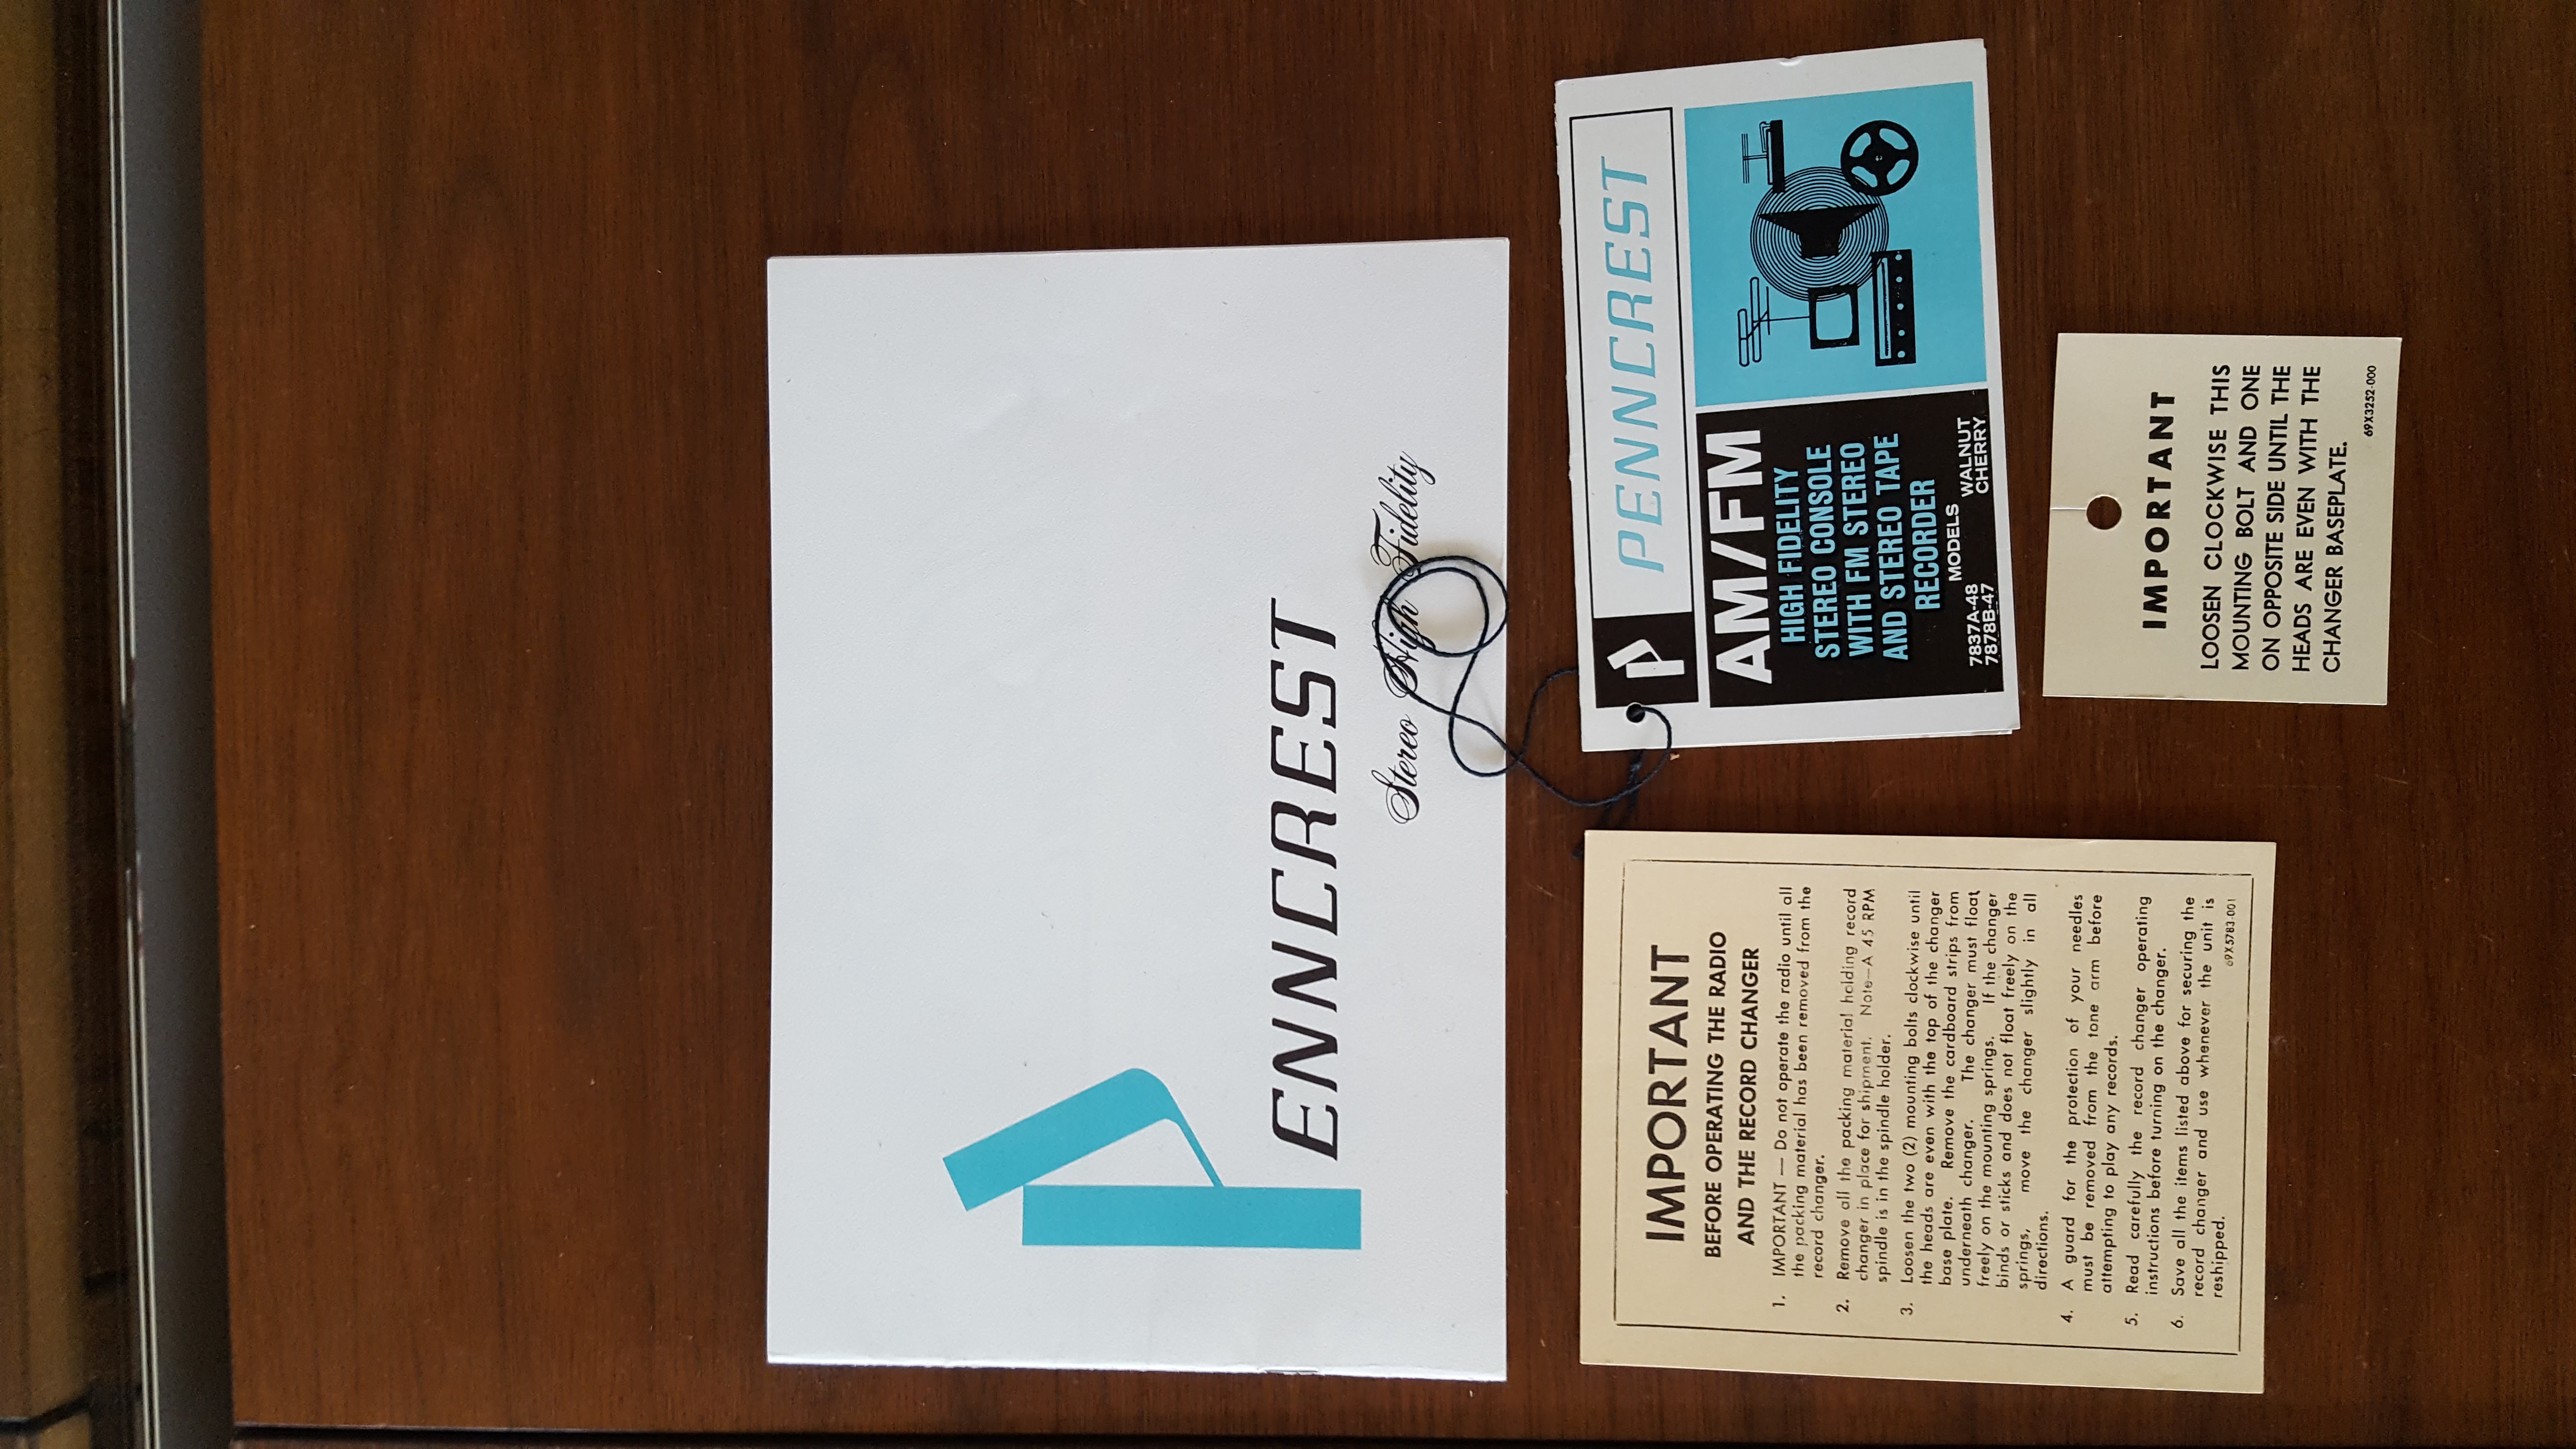 PENNCREST
Stereo High Fidelity
P PENNCREST
AM/FM
HIGH FIDELITY
STEREO CONSOLE
WITH FM STEREO
AND STEREO TAPE
RECORDER
MODELS
7837A-48 WALNUT
7878B-47 CHERRY
IMPORTANT
BEFORE OPERATING THE RADIO
AND THE RECORD CHANGER
1. IMPORTANT — Do not operate the radio until all
the packing material has been removed from the
record changer.
2. Remove all the packing material holding record
changer in place for shipment. Note—A 45 RPM
spindle is in the spindle holder.
3. Loosen the two (2) mounting bolts clockwise until
the heads are even with the top of the changer
base plate. Remove the cardboard strips from
underneath changer. The changer must float
freely on the mounting springs. If the changer
binds or sticks and does not float freely on the
springs, move the changer slightly in all
directions.
4. A guard for the protection of your needles
must be removed from the tone arm before
attempting to play any records.
5. Read carefully the record changer operating
instructions before turning on the changer.
6. Save all the items listed above for securing the
record changer and use whenever the unit is
reshipped.
69X5783-001
IMPORTANT
LOOSEN CLOCKWISE THIS
MOUNTING BOLT AND ONE
ON OPPOSITE SIDE UNTIL THE
HEADS ARE EVEN WITH THE
CHANGER BASEPLATE.
69X3252-000